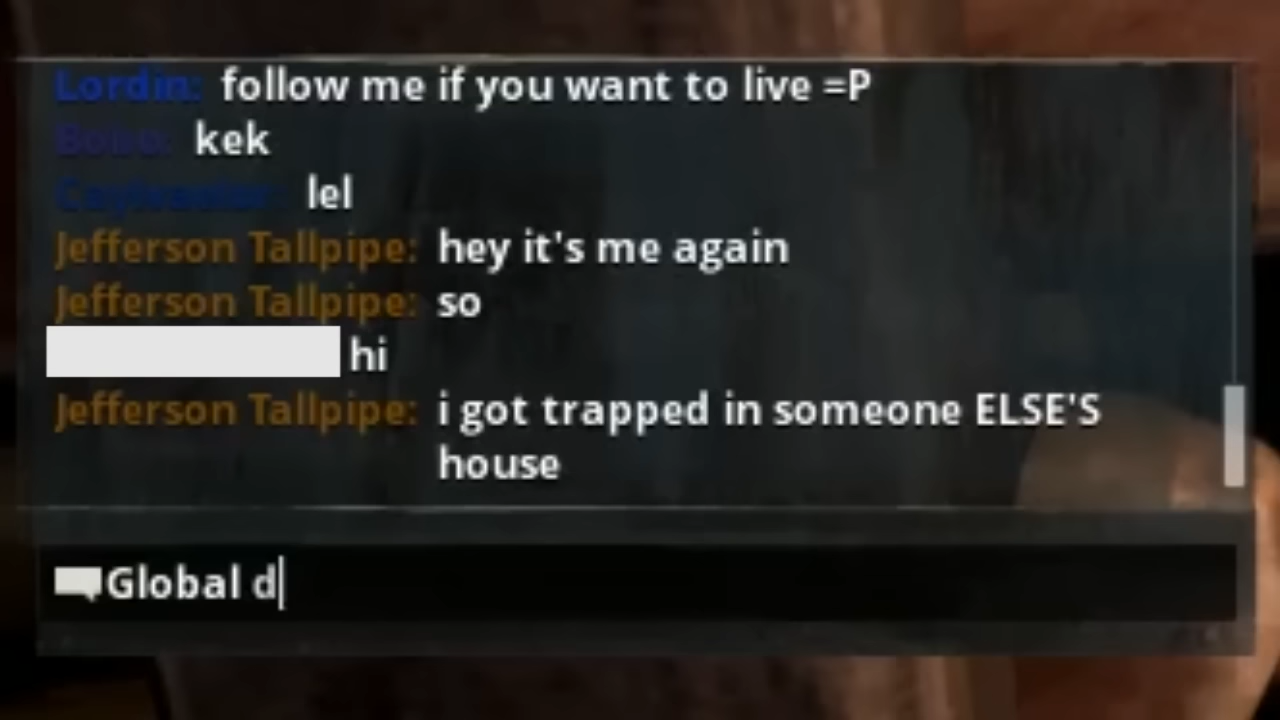 Lordin: follow me if you want to live =P
kek
lel
Jefferson Tallpipe: hey it's me again
Jefferson Tallpipe: so
hi
Jefferson Tallpipe: i got trapped in someone ELSE'S
house
Global d